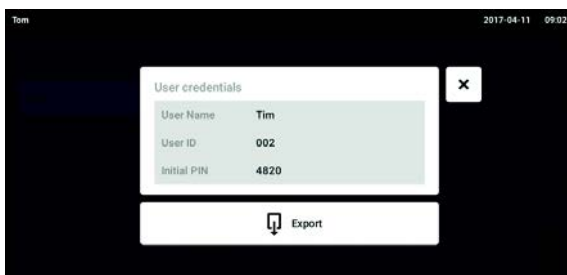 Tom 2017-04-11 09:02
User credentials
User Name Tim
User ID 002
Initial PIN 4820
Export